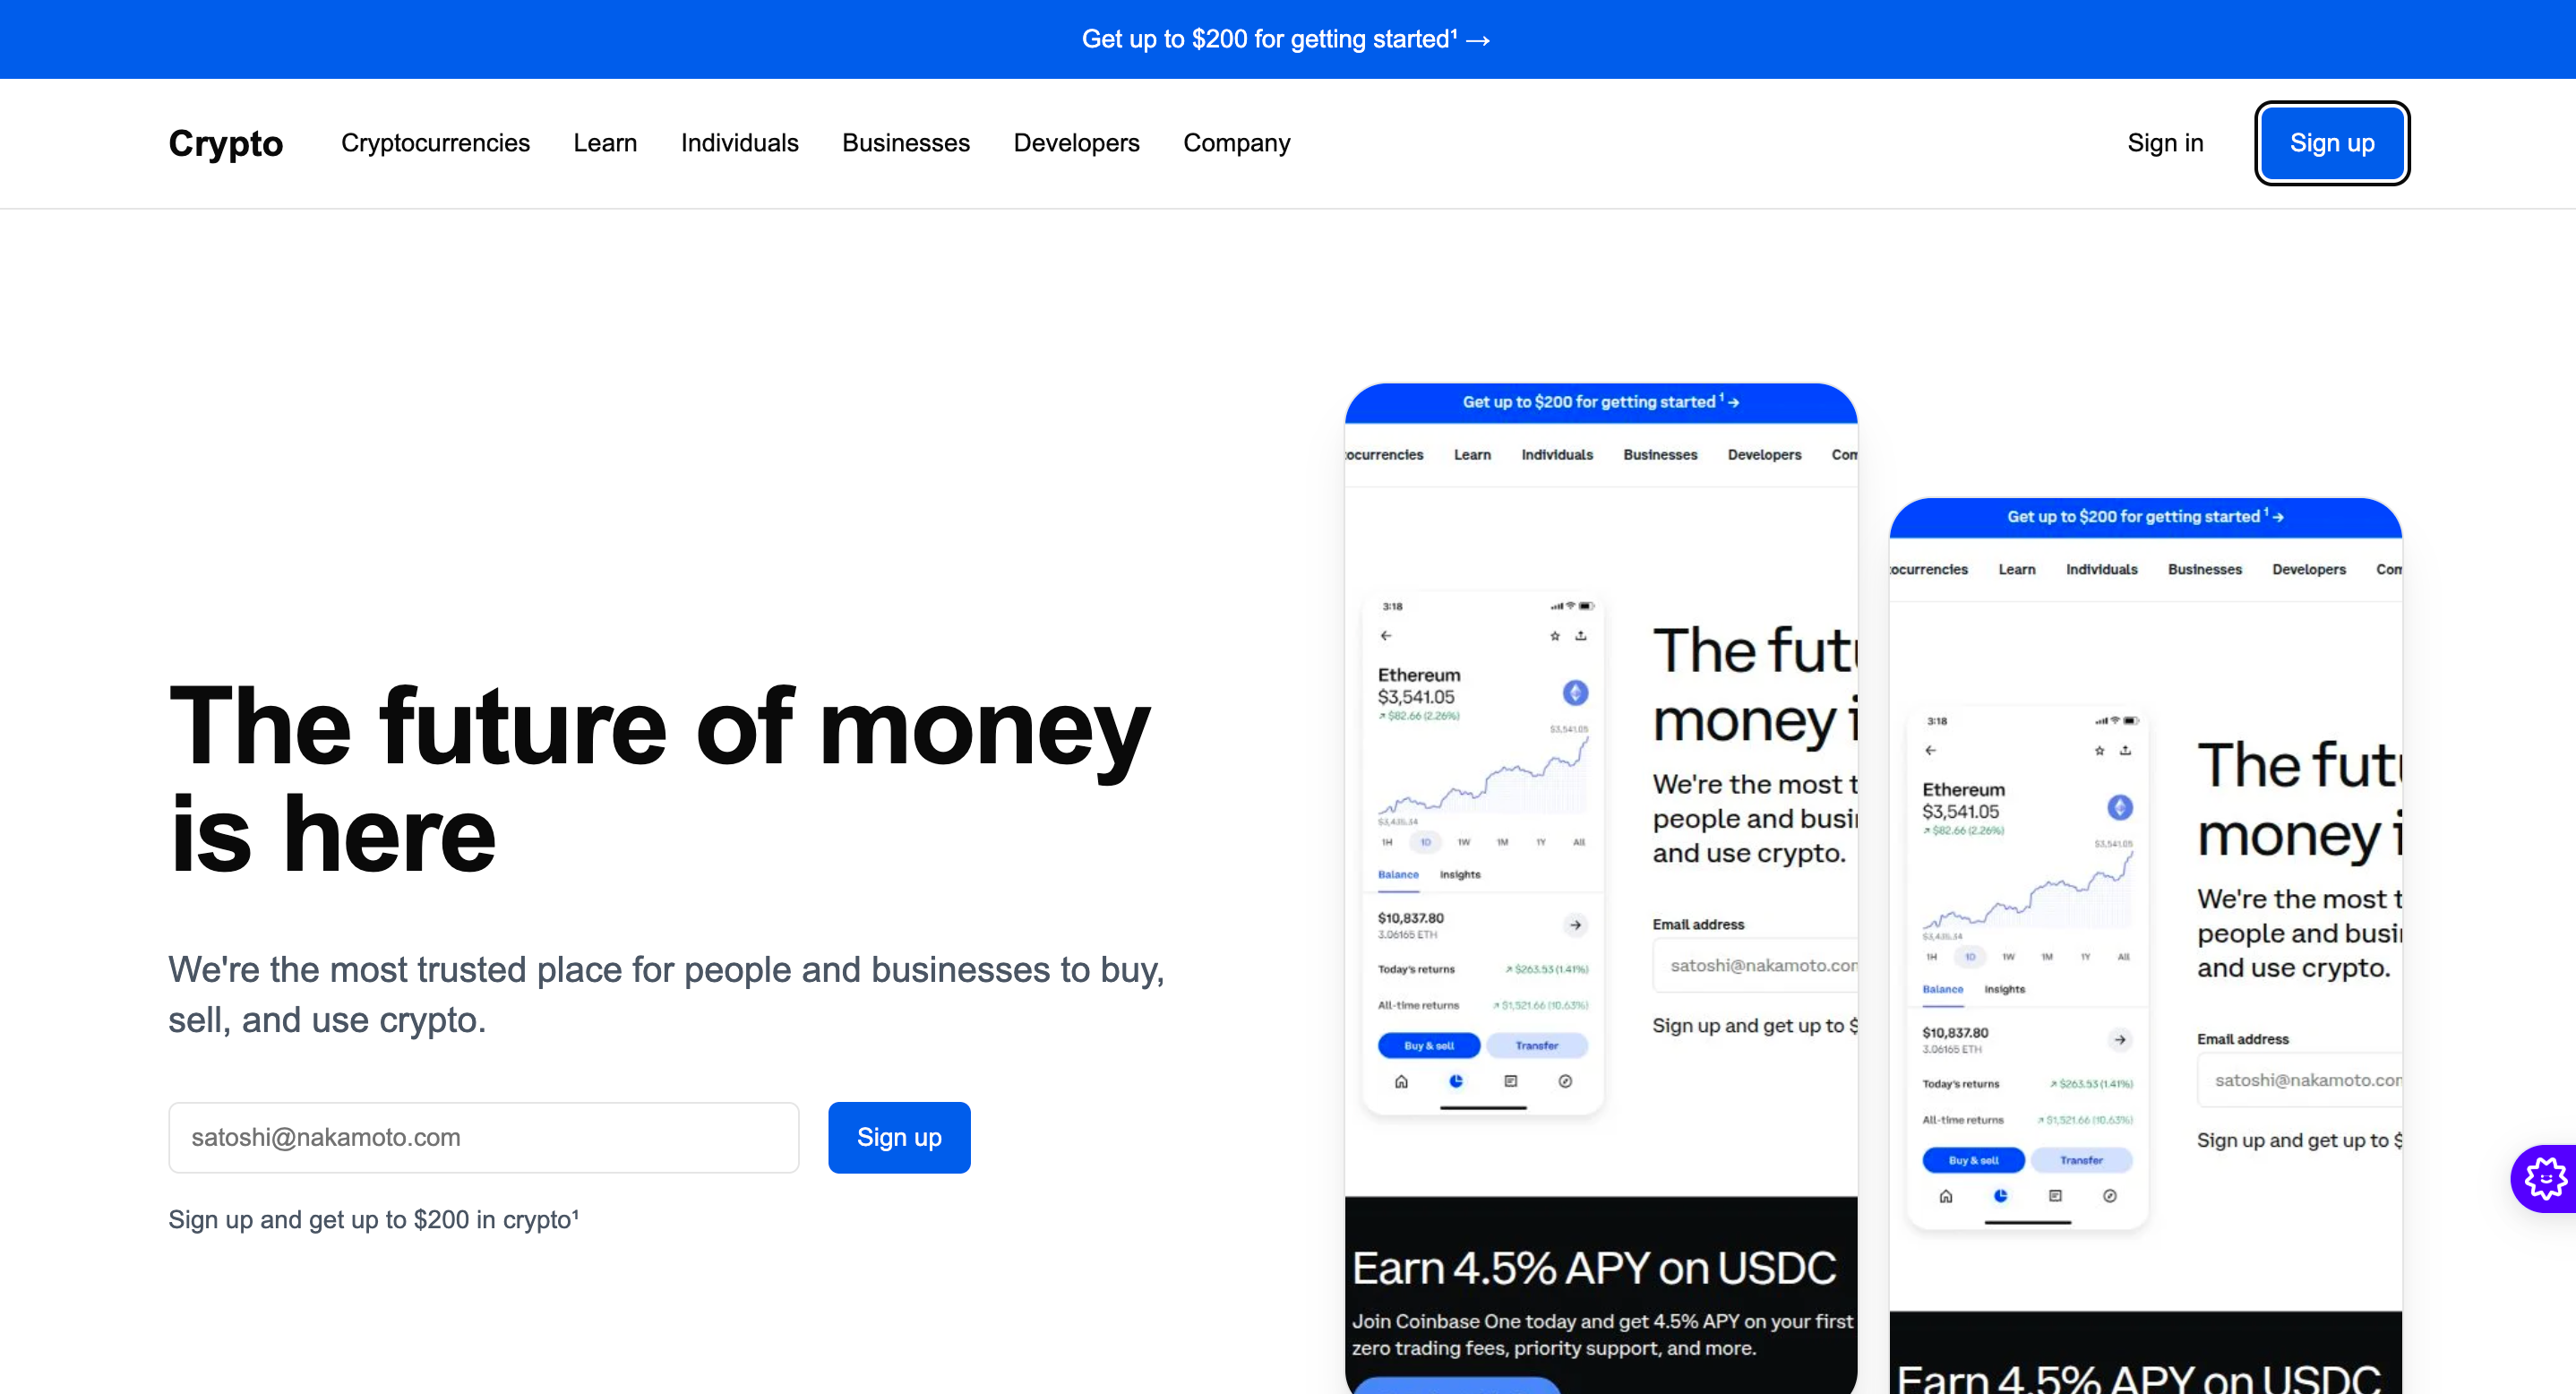 Get up to $200 for getting started¹ →
Crypto Cryptocurrencies Learn Individuals Businesses Developers Company Sign in Sign up
The future of money
is here
We're the most trusted place for people and businesses to buy,
sell, and use crypto.
satoshi@nakamoto.com Sign up
Sign up and get up to $200 in crypto¹
Get up to $200 for getting started ¹ →
ocurrencies Learn Individuals Businesses Developers Com
3:18
Ethereum
$3,541.05
↗ $82.66 (2.26%)
$3,541.05
$3,435.34
1H 1D 1W 1M 1Y All
Balance Insights
$10,837.80
3.06165 ETH
Today's returns ↗ $263.53 (1.41%)
All-time returns ↗ $1,521.66 (10.63%)
Buy & sell Transfer
The futu
money i
We're the most t
people and busi
and use crypto.
Email address
satoshi@nakamoto.con
Sign up and get up to $
Earn 4.5% APY on USDC
Join Coinbase One today and get 4.5% APY on your first
zero trading fees, priority support, and more.
Get up to $200 for getting started ¹ →
ocurrencies Learn Individuals Businesses Developers Com
3:18
Ethereum
$3,541.05
↗ $82.66 (2.26%)
$3,541.05
$3,435.34
1H 1D 1W 1M 1Y All
Balance Insights
$10,837.80
3.06165 ETH
Today's returns ↗ $263.53 (1.41%)
All-time returns ↗ $1,521.66 (10.63%)
Buy & sell Transfer
The futu
money i
We're the most t
people and busi
and use crypto.
Email address
satoshi@nakamoto.con
Sign up and get up to $
Earn 4.5% APY on USDC